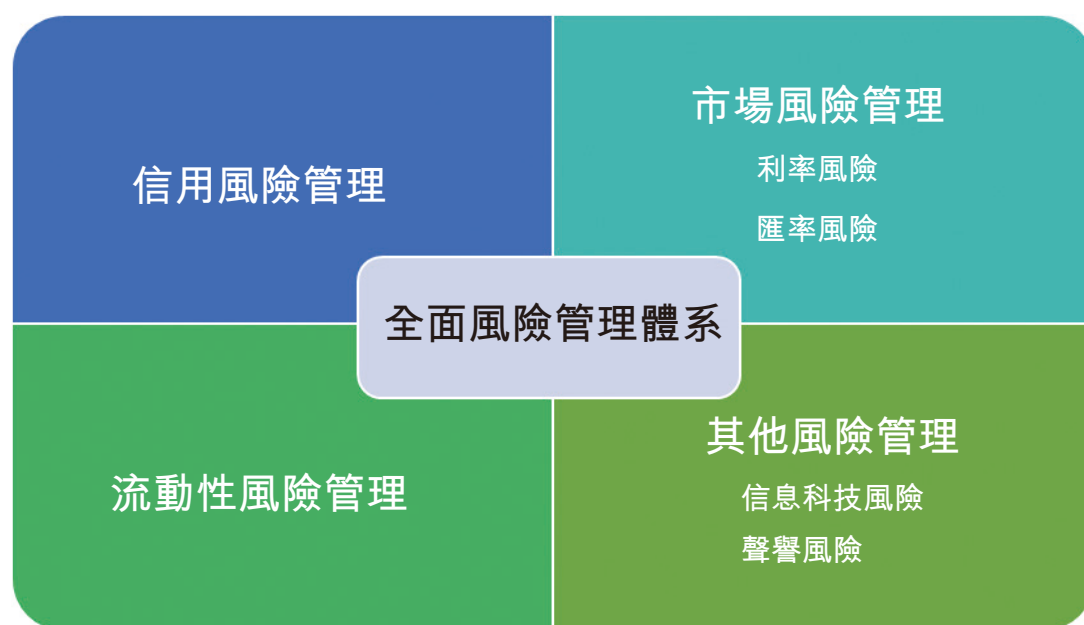 信用風險管理
市場風險管理
利率風險
匯率風險
全面風險管理體系
流動性風險管理
其他風險管理
信息科技風險
聲譽風險